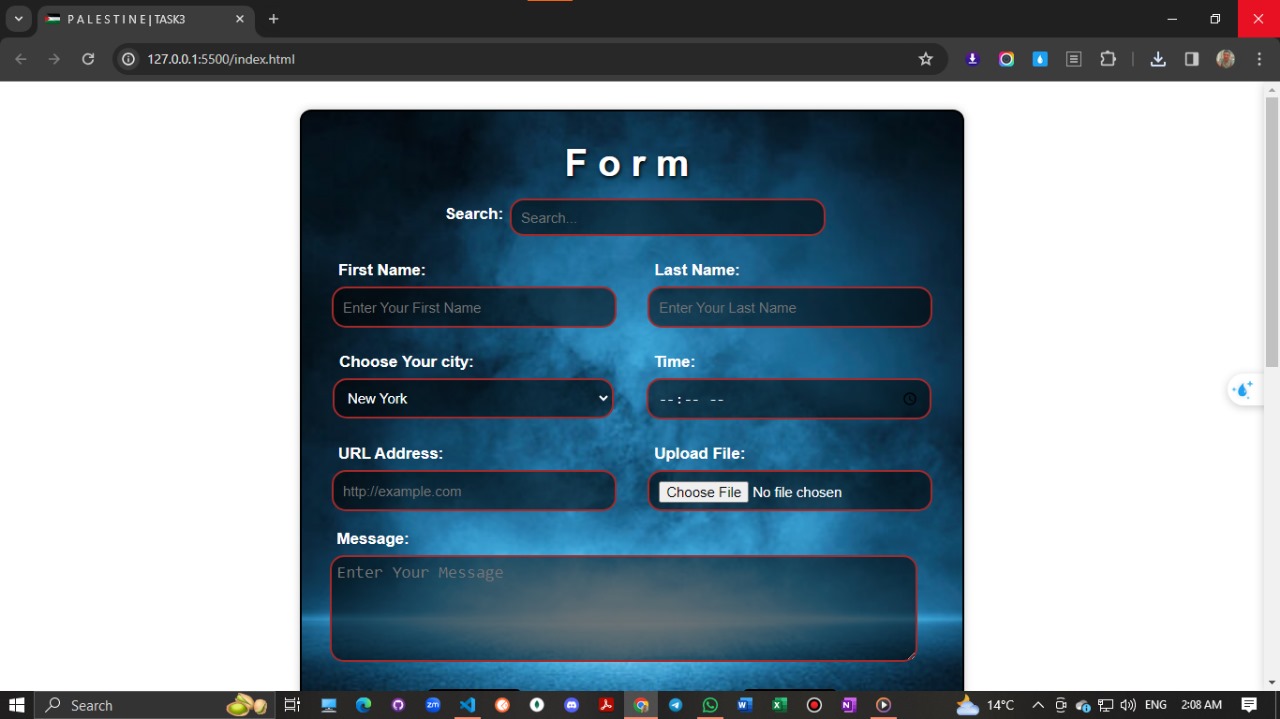 P A L E S T I N E | TASK3
127.0.0.1:5500/index.html
Form
Search: Search...
First Name: Last Name:
Enter Your First Name Enter Your Last Name
Choose Your city: Time:
New York --:-- --
URL Address: Upload File:
http://example.com Choose File No file chosen
Message:
Enter Your Message
Search zm W X N 14°C ENG 2:08 AM